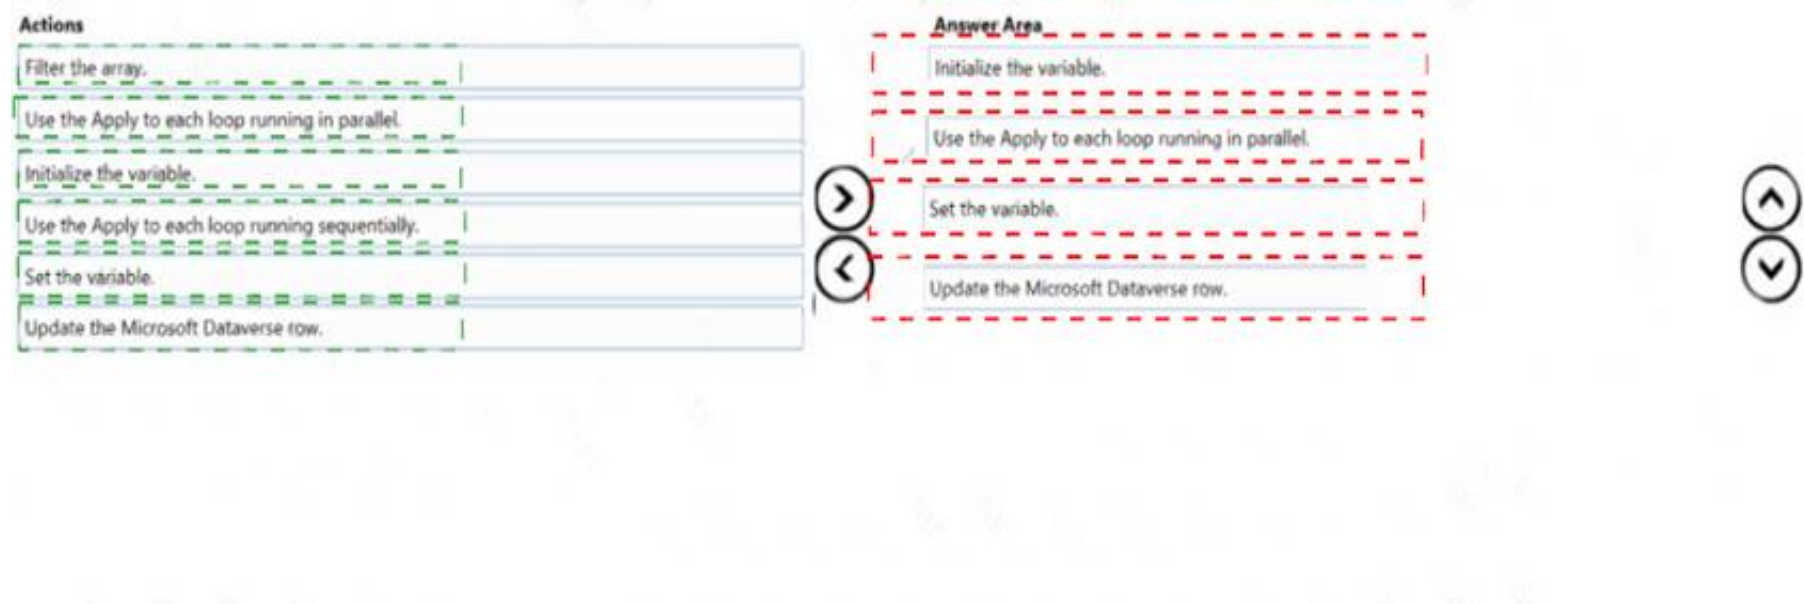 Actions
Filter the array.
Use the Apply to each loop running in parallel.
Initialize the variable.
Use the Apply to each loop running sequentially.
Set the variable.
Update the Microsoft Dataverse row.
Answer Area
Initialize the variable.
Use the Apply to each loop running in parallel.
Set the variable.
Update the Microsoft Dataverse row.